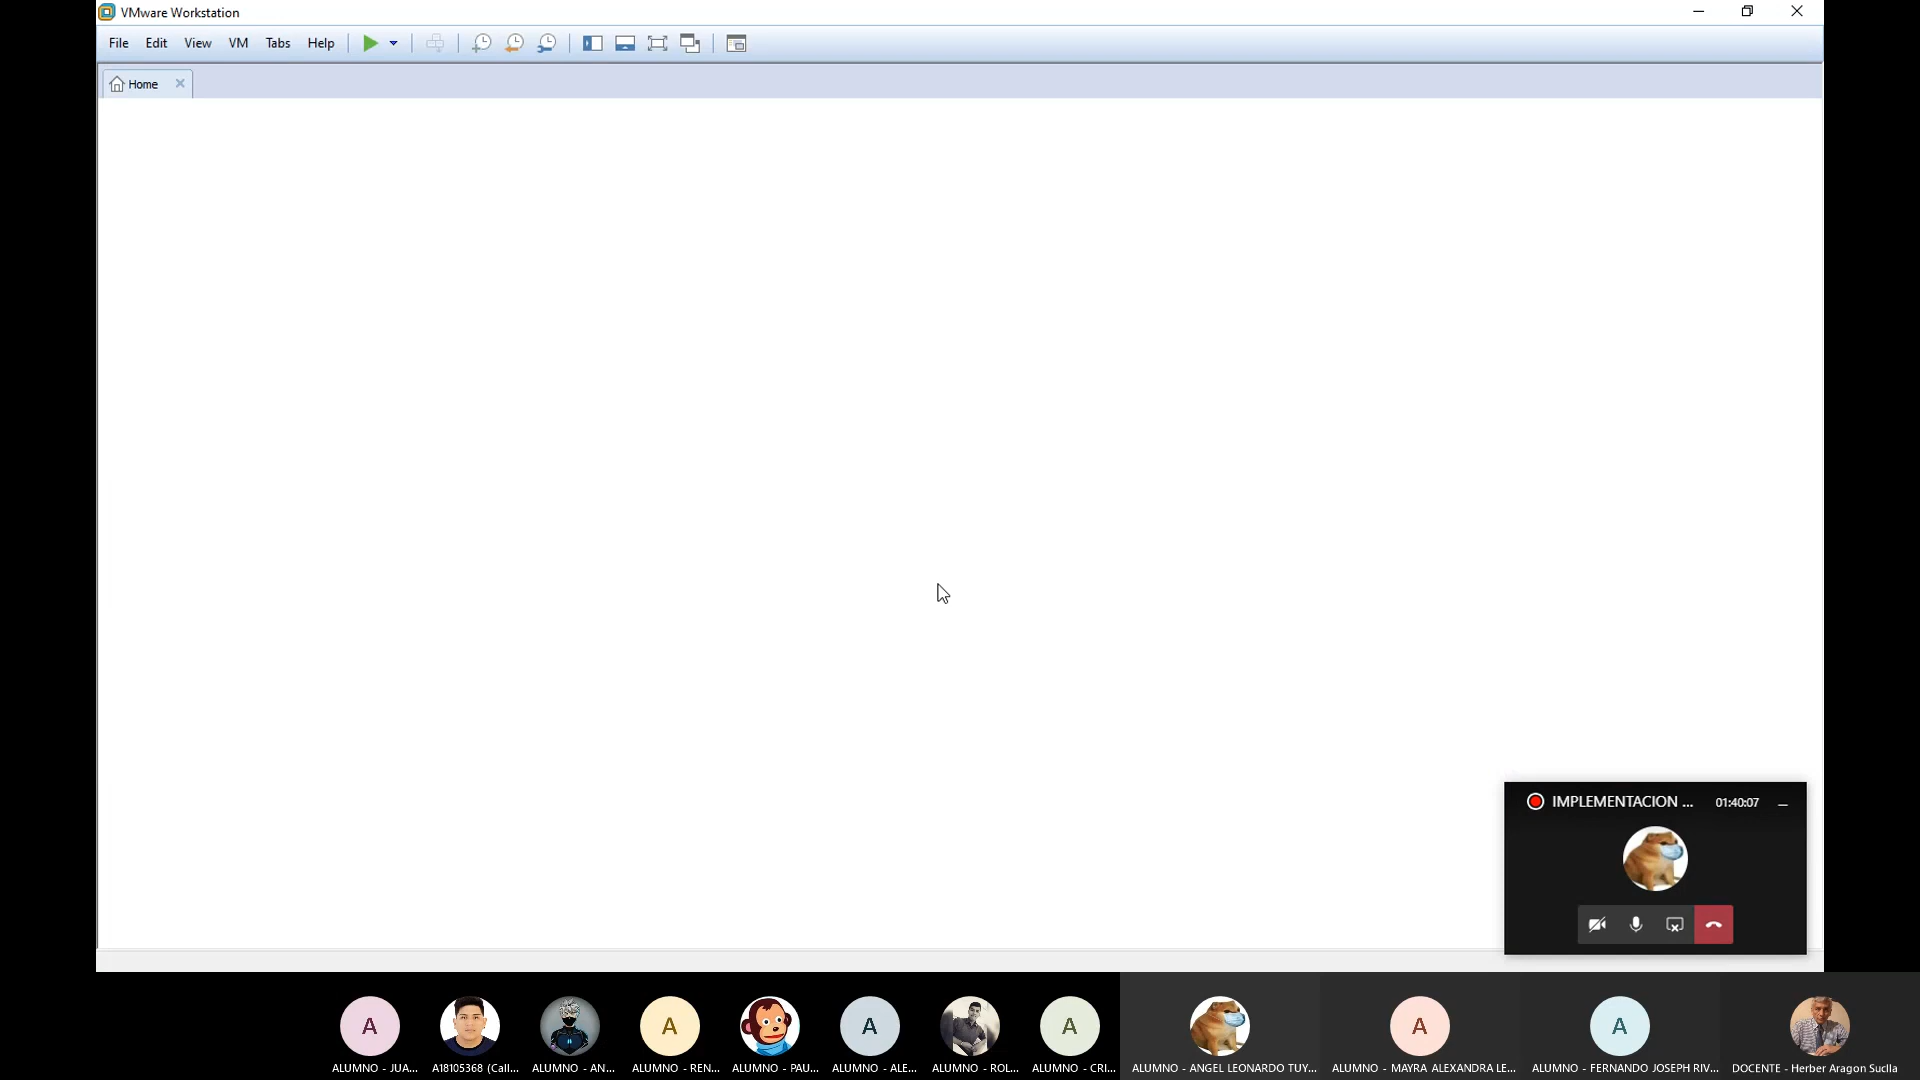 VMware Workstation
File Edit View VM Tabs Help
Home
IMPLEMENTACION ... 01:40:07
A A A A A A
ALUMNO - JUA... A18105368 (Call... ALUMNO - AN... ALUMNO - REN... ALUMNO - PAU... ALUMNO - ALE... ALUMNO - ROL... ALUMNO - CRI... ALUMNO - ANGEL LEONARDO TUY... ALUMNO - MAYRA ALEXANDRA LE... ALUMNO - FERNANDO JOSEPH RIV... DOCENTE - Herber Aragon Suclla